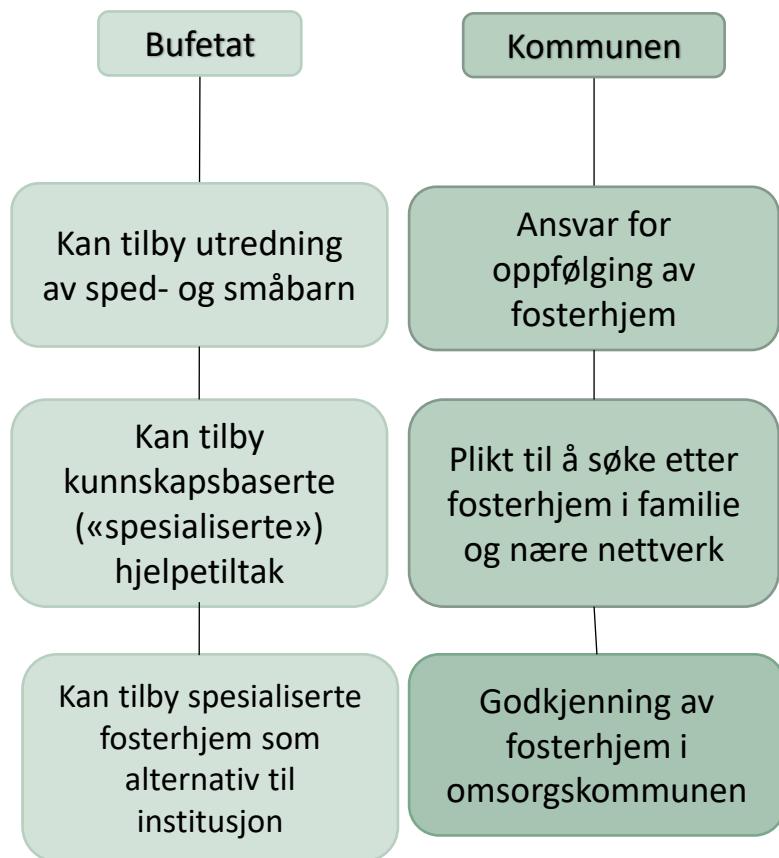 Bufetat
Kan tilby utredning
av sped- og småbarn
Kan tilby
kunnskapsbaserte
(«spesialiserte»)
hjelpetiltak
Kan tilby spesialiserte
fosterhjem som
alternativ til
institusjon
Kommunen
Ansvar for
oppfølging av
fosterhjem
Plikt til å søke etter
fosterhjem i familie
og nære nettverk
Godkjenning av
fosterhjem i
omsorgskommunen